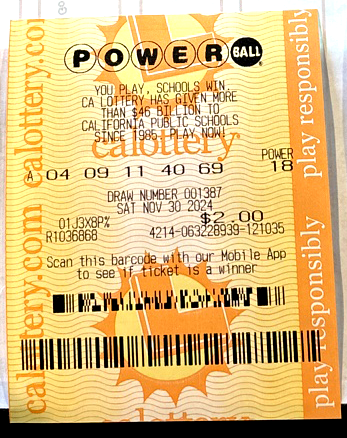 POWERBALL
YOU PLAY, SCHOOLS WIN
CA LOTTERY HAS GIVEN MORE
THAN $46 BILLION TO
CALIFORNIA PUBLIC SCHOOLS
SINCE 1985. PLAY NOW!
calottery
POWER
A 04 09 11 40 69 18
DRAW NUMBER 001387
SAT NOV 30 2024
01J3X8P% $2.00
R1036868 4214-063228939-121035
Scan this barcode with our Mobile App
to see if ticket is a winner
calottery
calottery.com calottery.com
play responsibly play responsibly